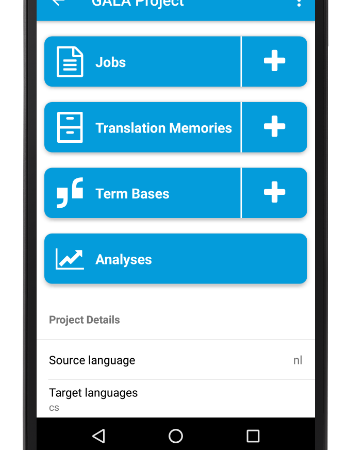 GALA Project
Jobs
Translation Memories
Term Bases
Analyses
Project Details
Source language nl
Target languages
cs